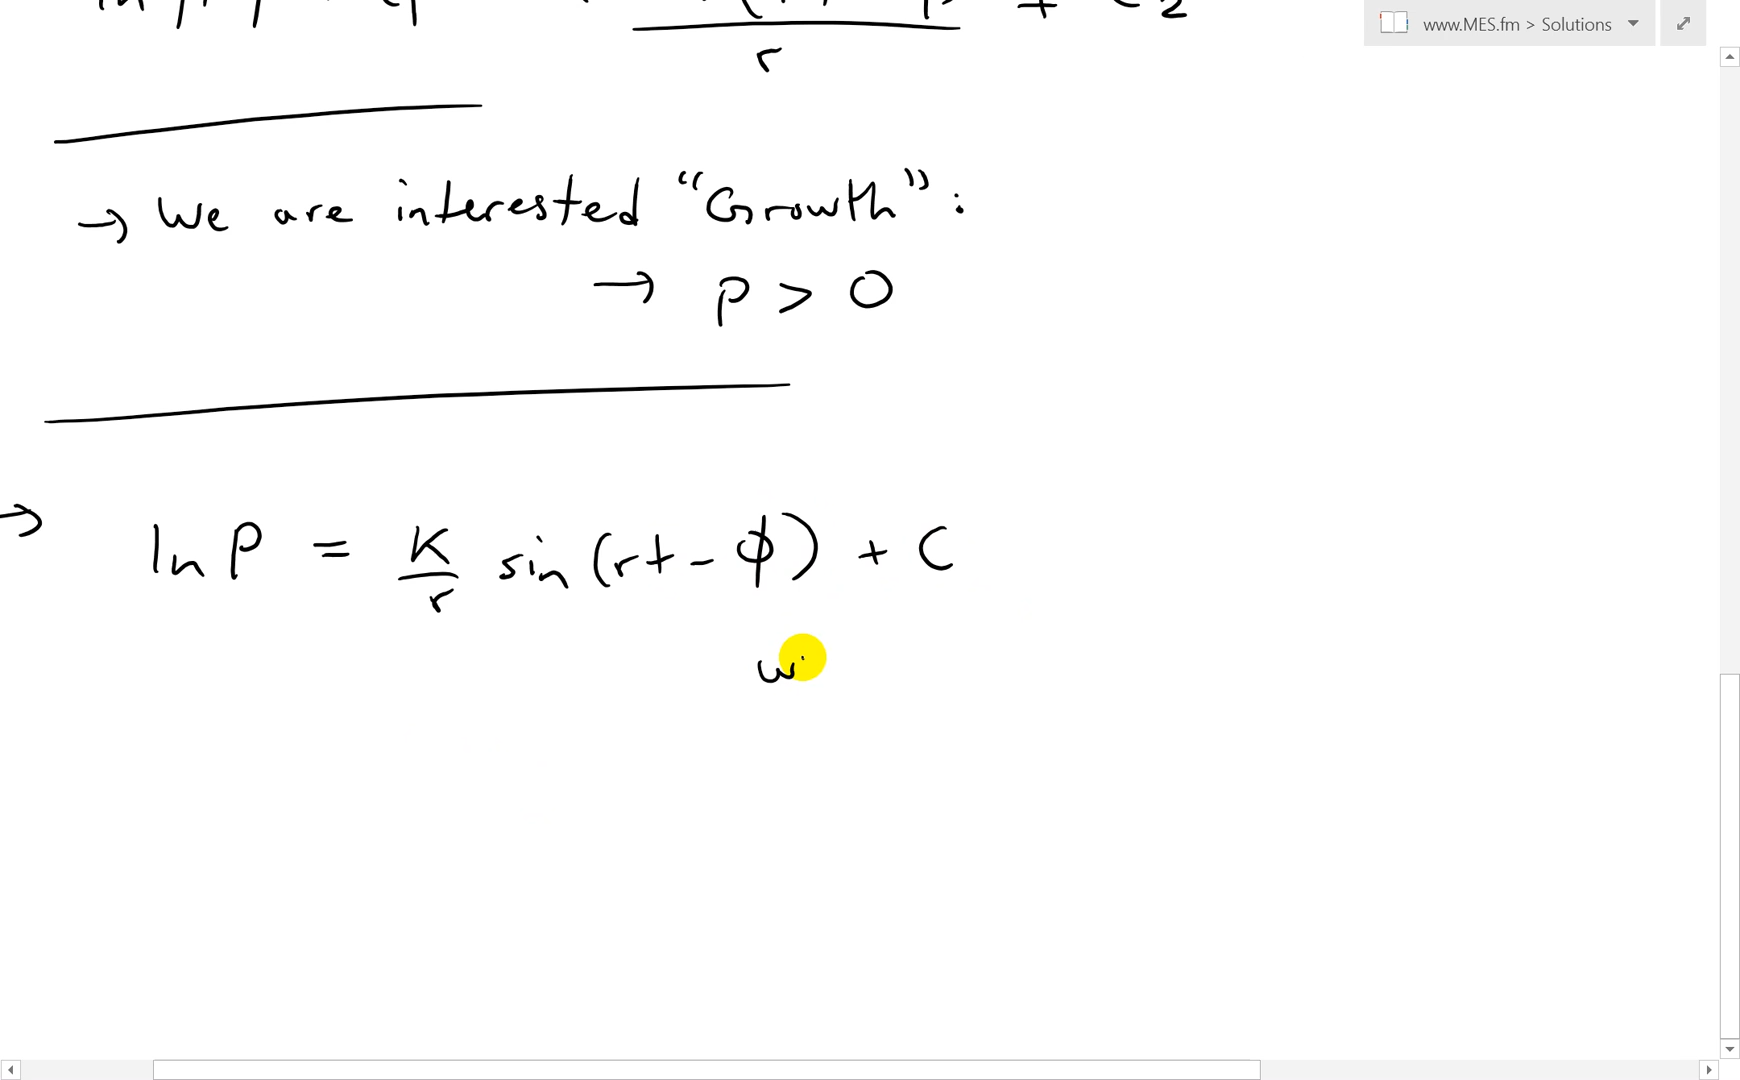 www.MES.fm > Solutions
r
→ We are interested “Growth”:
→ P > 0
→ ln P = K/r sin(rt - φ) + C